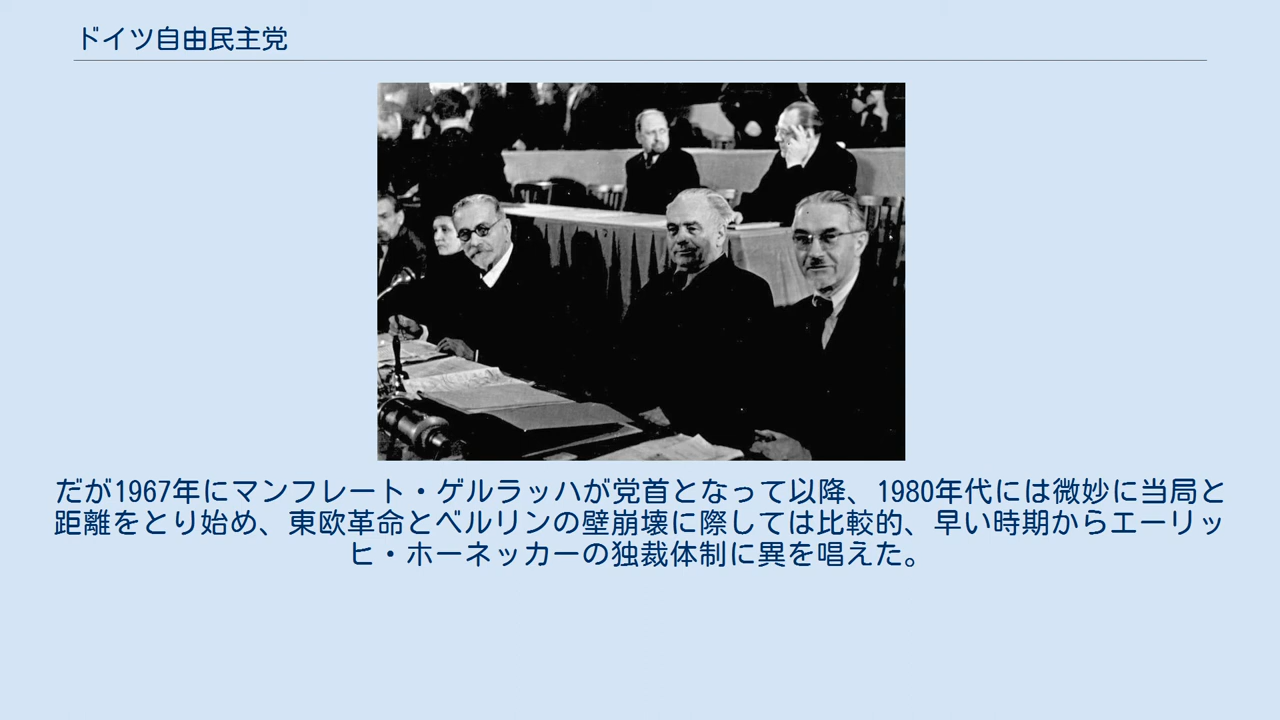 ドイツ自由民主党
だが1967年にマンフレート・ゲルラッハが党首となって以降、1980年代には微妙に当局と
距離をとり始め、東欧革命とベルリンの壁崩壊に際しては比較的、早い時期からエーリッ
ヒ・ホーネッカーの独裁体制に異を唱えた。